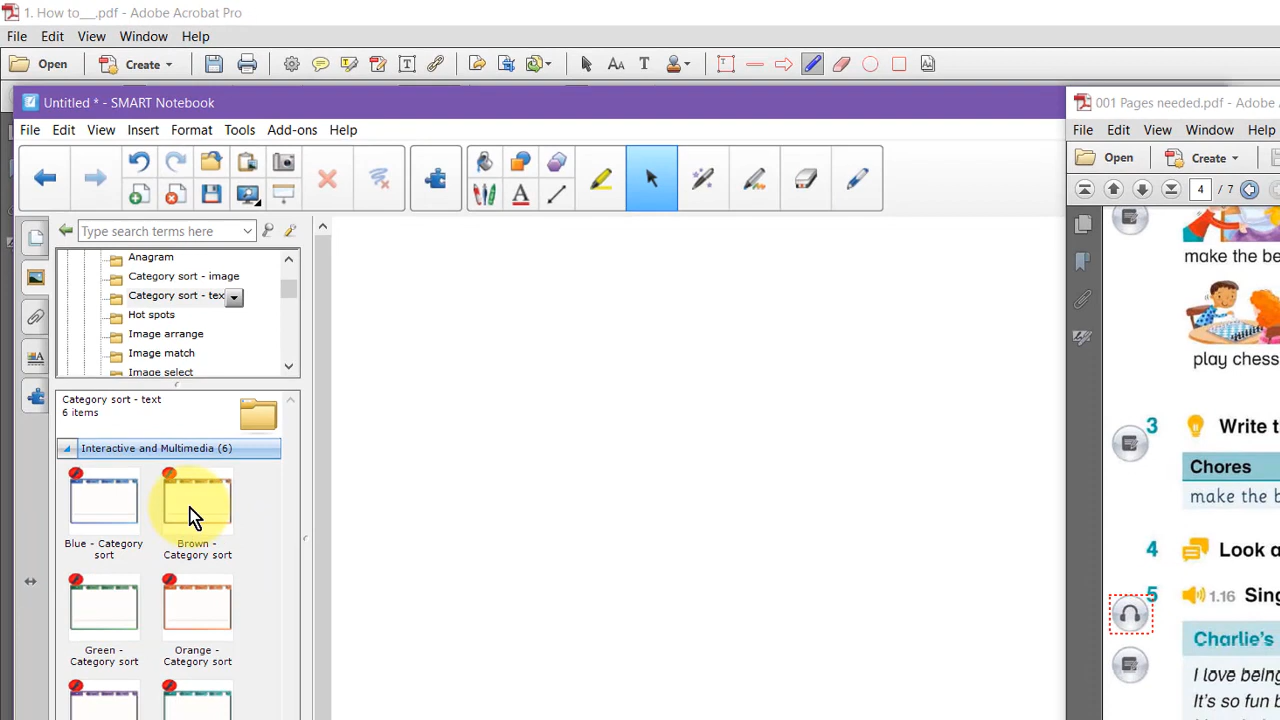 1. How to___.pdf - Adobe Acrobat Pro
File Edit View Window Help
Open Create
Untitled * - SMART Notebook
File Edit View Insert Format Tools Add-ons Help
Type search terms here
Anagram
Category sort - image
Category sort - tex
Hot spots
Image arrange
Image match
Image select
Category sort - text
6 items
Interactive and Multimedia (6)
Blue - Category sort
Brown - Category sort
Green - Category sort
Orange - Category sort
001 Pages needed.pdf - Adobe A
File Edit View Window Help
Open Create
4 / 7
make the be
play chess
3 Write t
Chores
make the b
4 Look a
5 1.16 Sing
Charlie's
I love being
It's so fun b